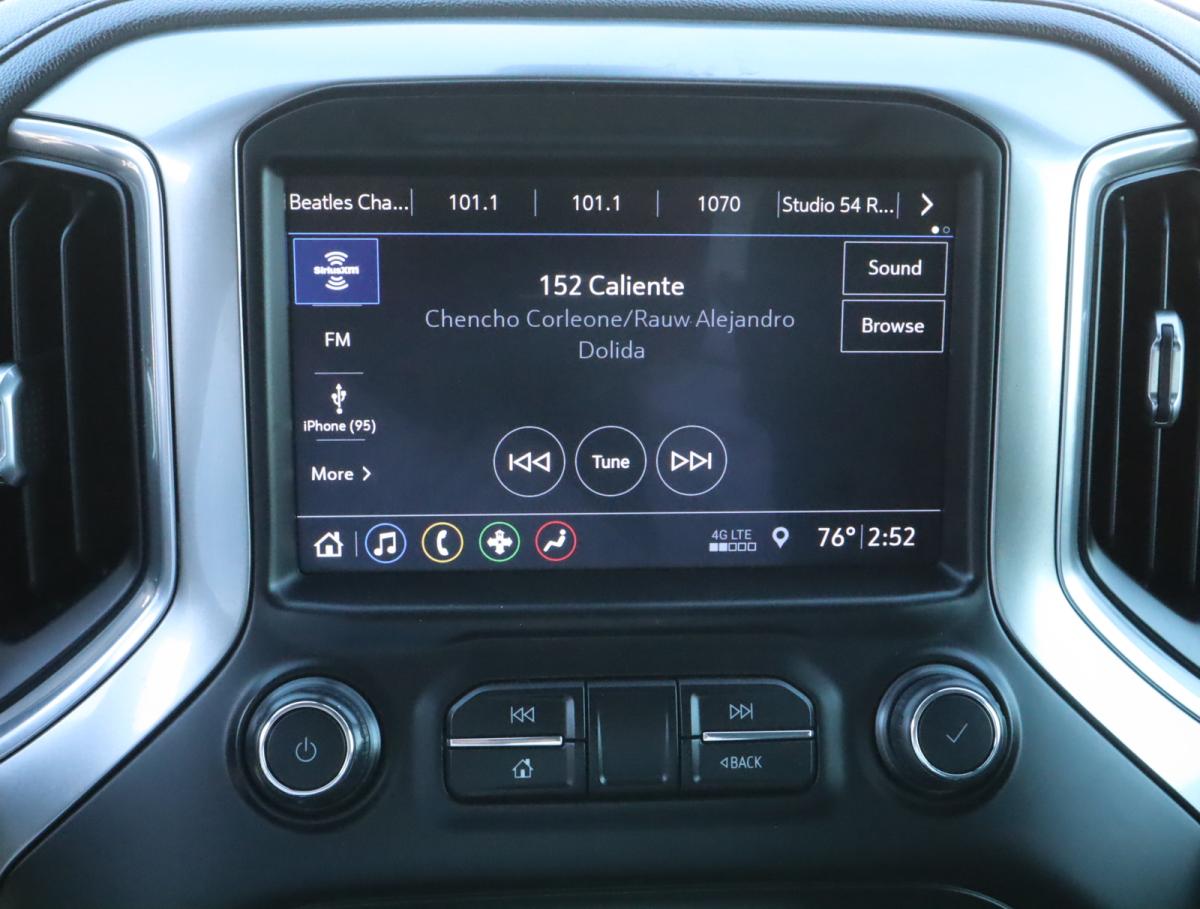 Beatles Cha...
101.1
101.1
1070
Studio 54 R...
SiriusXM
152 Caliente
Chencho Corleone/Rauw Alejandro
Dolida
Sound
Browse
FM
iPhone (95)
More
Tune
4G LTE
76° 2:52
BACK